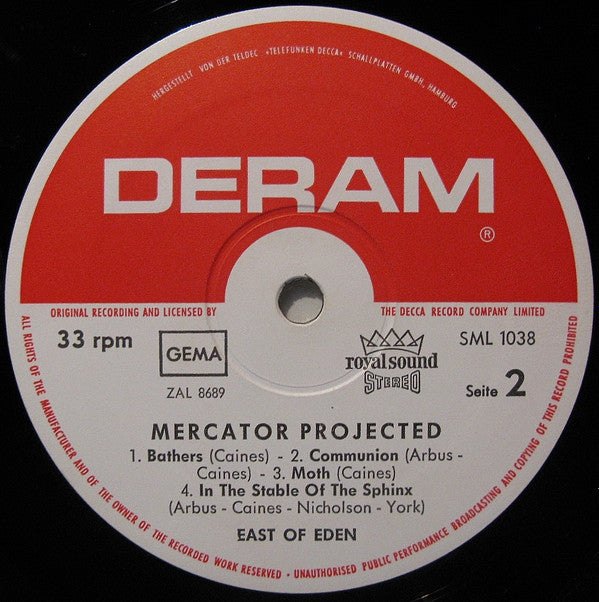 HERGESTELLT VON DER TELDEC »TELEFUNKEN DECCA« SCHALLPLATTEN GMBH, HAMBURG
DERAM
®
ORIGINAL RECORDING AND LICENSED BY THE DECCA RECORD COMPANY LIMITED
33 rpm
GEMA
ZAL 8689
royalsound
STEREO
SML 1038
Seite 2
MERCATOR PROJECTED
1. Bathers (Caines) - 2. Communion (Arbus -
Caines) - 3. Moth (Caines)
4. In The Stable Of The Sphinx
(Arbus - Caines - Nicholson - York)
EAST OF EDEN
ALL RIGHTS OF THE MANUFACTURER AND OF THE OWNER OF THE RECORDED WORK RESERVED · UNAUTHORISED PUBLIC PERFORMANCE BROADCASTING AND COPYING OF THIS RECORD PROHIBITED